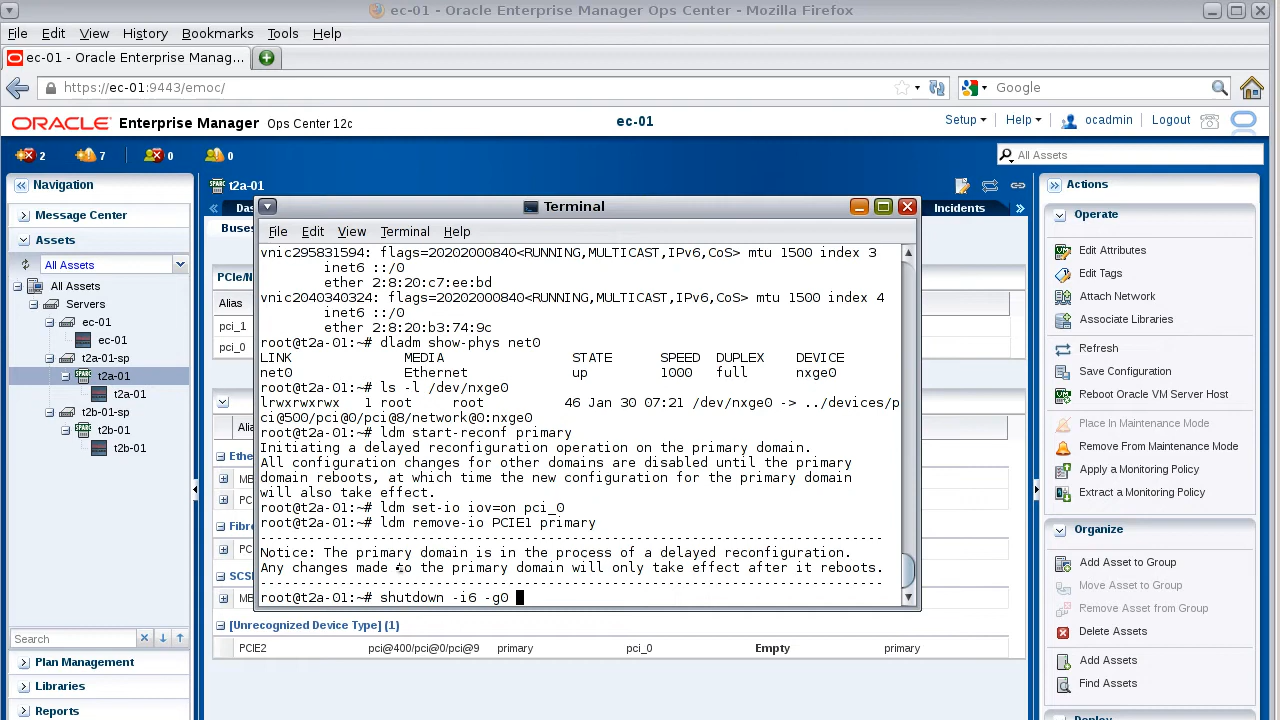 ec-01 - Oracle Enterprise Manager Ops Center - Mozilla Firefox
File Edit View History Bookmarks Tools Help
ec-01 - Oracle Enterprise Manag...
https://ec-01:9443/emoc/
Google
ORACLE Enterprise Manager Ops Center 12c
ec-01
Setup Help ocadmin Logout
2 7 0 0
All Assets
Navigation
Message Center
Assets
All Assets
All Assets
Servers
ec-01
ec-01
t2a-01-sp
t2a-01
t2a-01
t2b-01-sp
t2b-01
t2b-01
Search
Plan Management
Libraries
Reports
t2a-01
Das
Incidents
Buses
PCIe/N
Alias
pci_1
pci_0
Alia
Ethe
MB
PC
Fibr
PC
SCS
MB
[Unrecognized Device Type] (1)
PCIE2 pci@400/pci@0/pci@9 primary pci_0 Empty primary
Terminal
File Edit View Terminal Help
vnic295831594: flags=20202000840<RUNNING,MULTICAST,IPv6,CoS> mtu 1500 index 3
inet6 ::/0
ether 2:8:20:c7:ee:bd
vnic2040340324: flags=20202000840<RUNNING,MULTICAST,IPv6,CoS> mtu 1500 index 4
inet6 ::/0
ether 2:8:20:b3:74:9c
root@t2a-01:~# dladm show-phys net0
LINK MEDIA STATE SPEED DUPLEX DEVICE
net0 Ethernet up 1000 full nxge0
root@t2a-01:~# ls -l /dev/nxge0
lrwxrwxrwx 1 root root 46 Jan 30 07:21 /dev/nxge0 -> ../devices/p
ci@500/pci@0/pci@8/network@0:nxge0
root@t2a-01:~# ldm start-reconf primary
Initiating a delayed reconfiguration operation on the primary domain.
All configuration changes for other domains are disabled until the primary
domain reboots, at which time the new configuration for the primary domain
will also take effect.
root@t2a-01:~# ldm set-io iov=on pci_0
root@t2a-01:~# ldm remove-io PCIE1 primary
------------------------------------------------------------------------------
Notice: The primary domain is in the process of a delayed reconfiguration.
Any changes made to the primary domain will only take effect after it reboots.
------------------------------------------------------------------------------
root@t2a-01:~# shutdown -i6 -g0
Actions
Operate
Edit Attributes
Edit Tags
Attach Network
Associate Libraries
Refresh
Save Configuration
Reboot Oracle VM Server Host
Place In Maintenance Mode
Remove From Maintenance Mode
Apply a Monitoring Policy
Extract a Monitoring Policy
Organize
Add Assets to Group
Move Assets to Group
Remove Assets from Group
Delete Assets
Add Assets
Find Assets